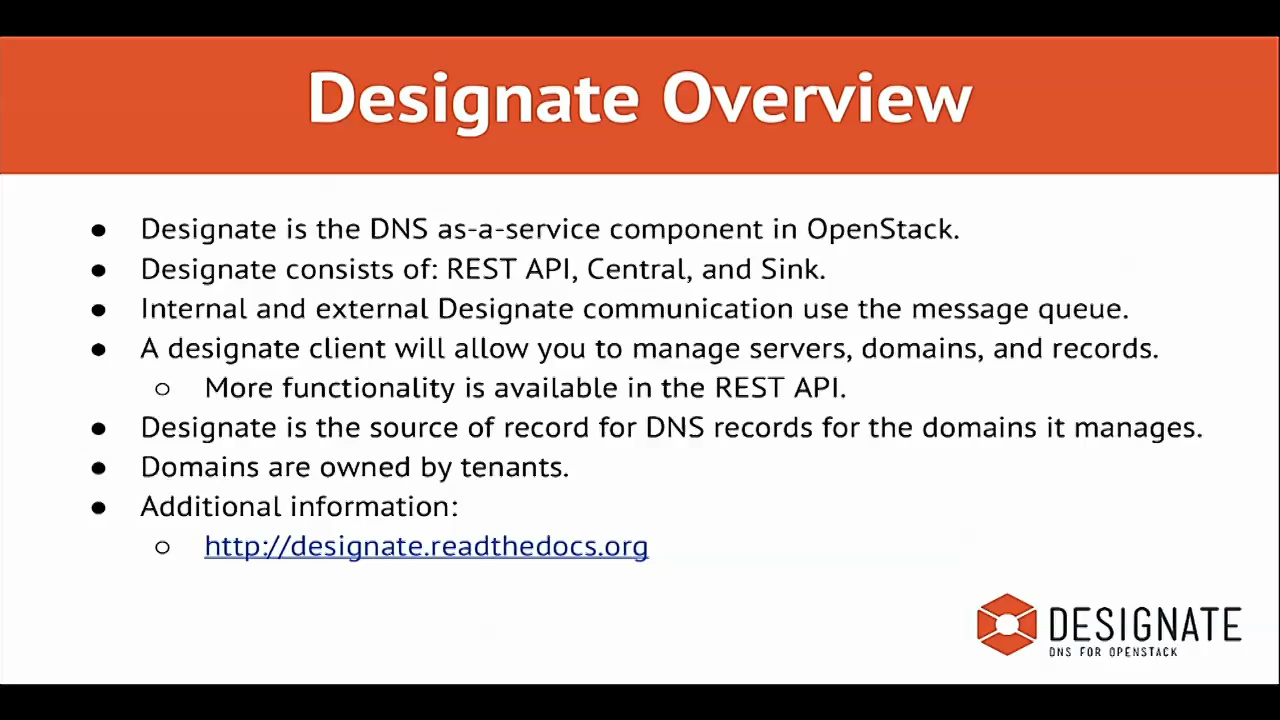 Designate Overview
● Designate is the DNS as-a-service component in OpenStack.
● Designate consists of: REST API, Central, and Sink.
● Internal and external Designate communication use the message queue.
● A designate client will allow you to manage servers, domains, and records.
○ More functionality is available in the REST API.
● Designate is the source of record for DNS records for the domains it manages.
● Domains are owned by tenants.
● Additional information:
○ http://designate.readthedocs.org
DESIGNATE
DNS FOR OPENSTACK